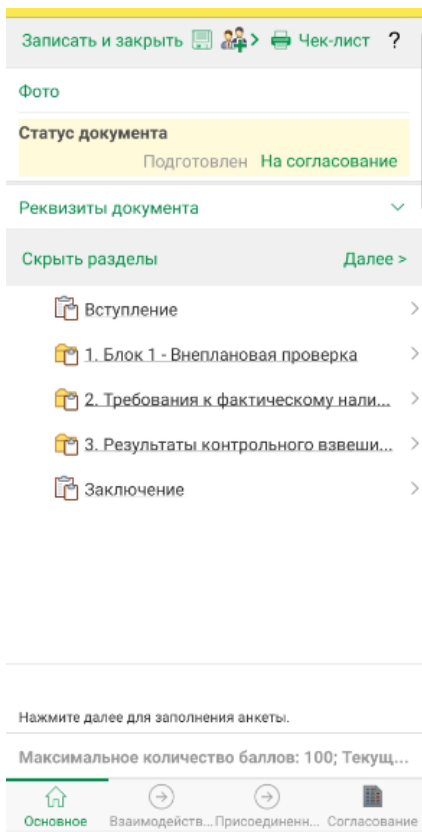 Записать и закрыть > Чек-лист ?
Фото
Статус документа
Подготовлен На согласование
Реквизиты документа
Скрыть разделы Далее >
Вступление
1. Блок 1 - Внеплановая проверка
2. Требования к фактическому нали...
3. Результаты контрольного взвеши...
Заключение
Нажмите далее для заполнения анкеты.
Максимальное количество баллов: 100; Текущ...
Основное Взаимодейств... Присоединенн... Согласование